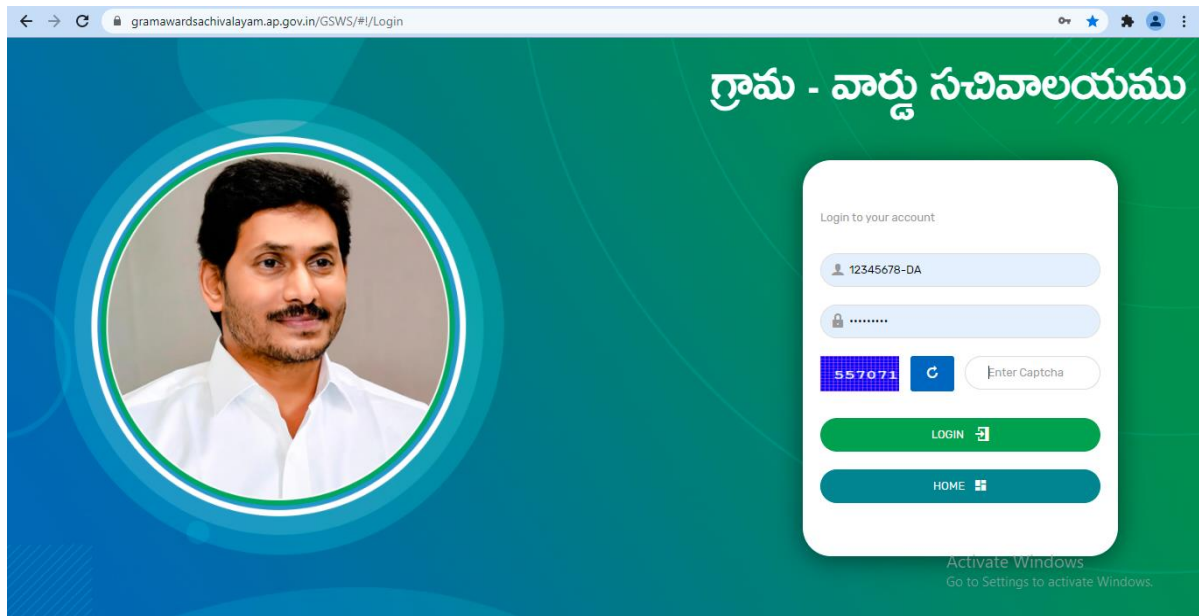 gramawardsachivalayam.ap.gov.in/GSWS/#!/Login
గ్రామ - వార్డు సచివాలయము
Login to your account
12345678-DA
557071
Enter Captcha
LOGIN
HOME
Activate Windows
Go to Settings to activate Windows.